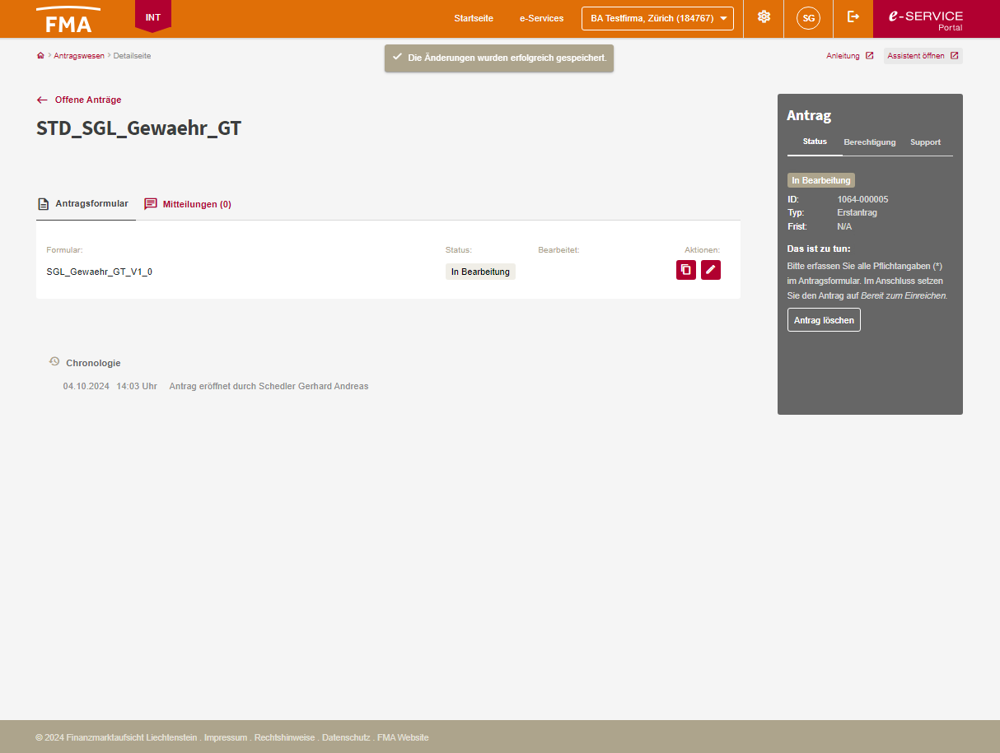 FMA
INT
Startseite
e-Services
BA Testfirma, Zürich (184767)
SG
e-SERVICE
Portal
Antragswesen
Detailseite
Die Änderungen wurden erfolgreich gespeichert.
Anleitung
Assistent öffnen
Offene Anträge
STD_SGL_Gewaehr_GT
Antragsformular
Mitteilungen (0)
Formular:
Status:
Bearbeitet:
Aktionen:
SGL_Gewaehr_GT_V1_0
In Bearbeitung
Chronologie
04.10.2024 14:03 Uhr Antrag eröffnet durch Schedler Gerhard Andreas
Antrag
Status
Berechtigung
Support
In Bearbeitung
ID: 1064-000005
Typ: Erstantrag
Frist: N/A
Das ist zu tun:
Bitte erfassen Sie alle Pflichtangaben (*)
im Antragsformular. Im Anschluss setzen
Sie den Antrag auf Bereit zum Einreichen.
Antrag löschen
© 2024 Finanzmarktaufsicht Liechtenstein . Impressum . Rechtshinweise . Datenschutz . FMA Website